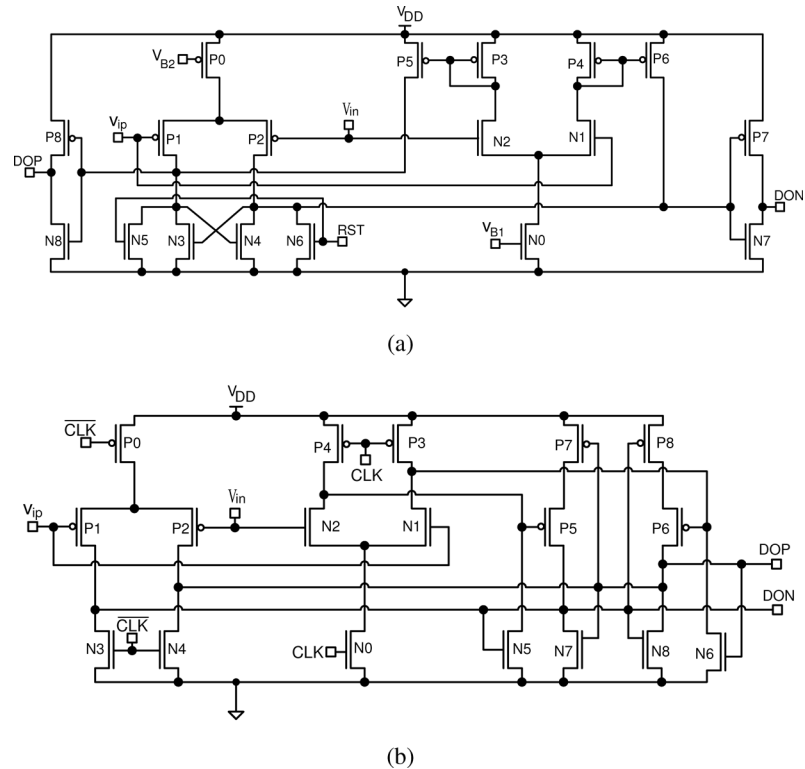 V_DD
V_B2
P0
P5
P3
P4
P6
V_ip
V_in
P8
P1
P2
N2
N1
P7
DOP
DON
N8
N5
N3
N4
N6
RST
V_B1
N0
N7
(a)
V_DD
CLK
P0
P4
P3
P7
P8
CLK
V_ip
V_in
P1
P2
N2
N1
P5
P6
DOP
DON
CLK
N3
N4
CLK
N0
N5
N7
N8
N6
(b)